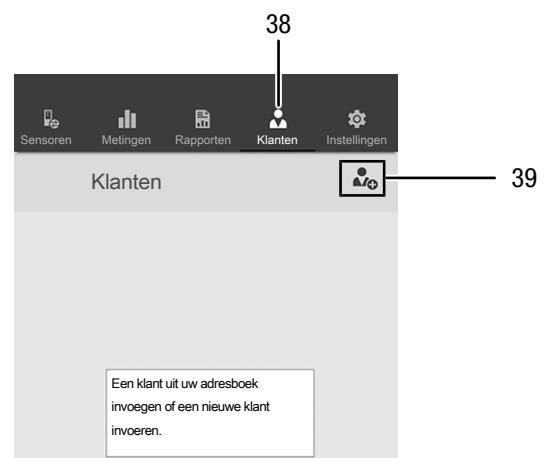 38
Sensoren Metingen Rapporten Klanten Instellingen
Klanten
39
Een klant uit uw adresboek
invoegen of een nieuwe klant
invoeren.